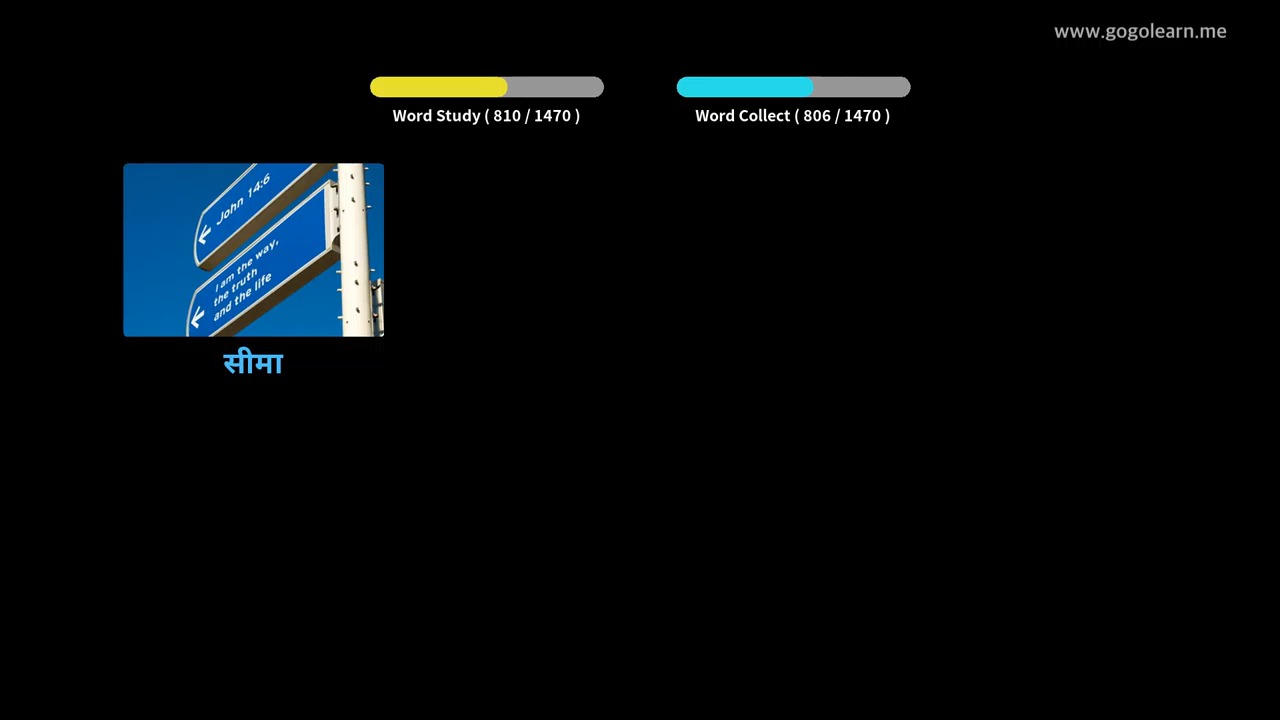 www.gogolearn.me
Word Study ( 810 / 1470 )
Word Collect ( 806 / 1470 )
John 14:6
I am the way,
the truth
and the life
सीमा